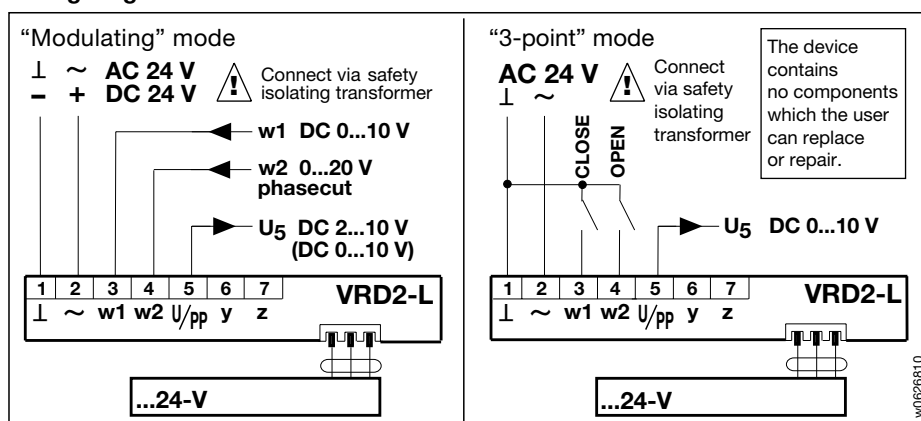 “Modulating” mode
⊥ ~ AC 24 V
– + DC 24 V
Connect via safety
isolating transformer
w1 DC 0...10 V
w2 0...20 V
phasecut
U5 DC 2...10 V
(DC 0...10 V)
1 2 3 4 5 6 7
⊥ ~ w1 w2 U/pp y z
VRD2-L
...24-V
“3-point” mode
AC 24 V
⊥ ~
Connect
via safety
isolating
transformer
The device
contains
no components
which the user
can replace
or repair.
CLOSE
OPEN
U5 DC 0...10 V
1 2 3 4 5 6 7
⊥ ~ w1 w2 U/pp y z
VRD2-L
...24-V
w0626810